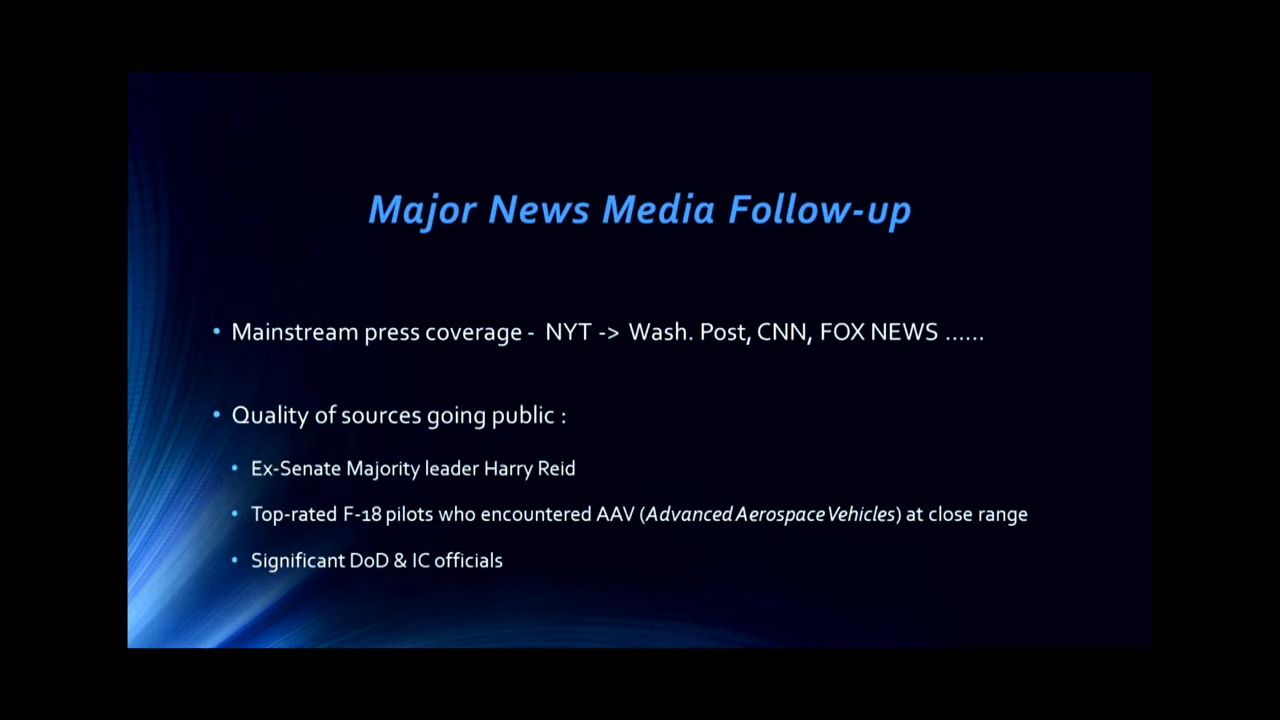 Major News Media Follow-up
• Mainstream press coverage - NYT -> Wash. Post, CNN, FOX NEWS ......
• Quality of sources going public :
• Ex-Senate Majority leader Harry Reid
• Top-rated F-18 pilots who encountered AAV (Advanced Aerospace Vehicles) at close range
• Significant DoD & IC officials